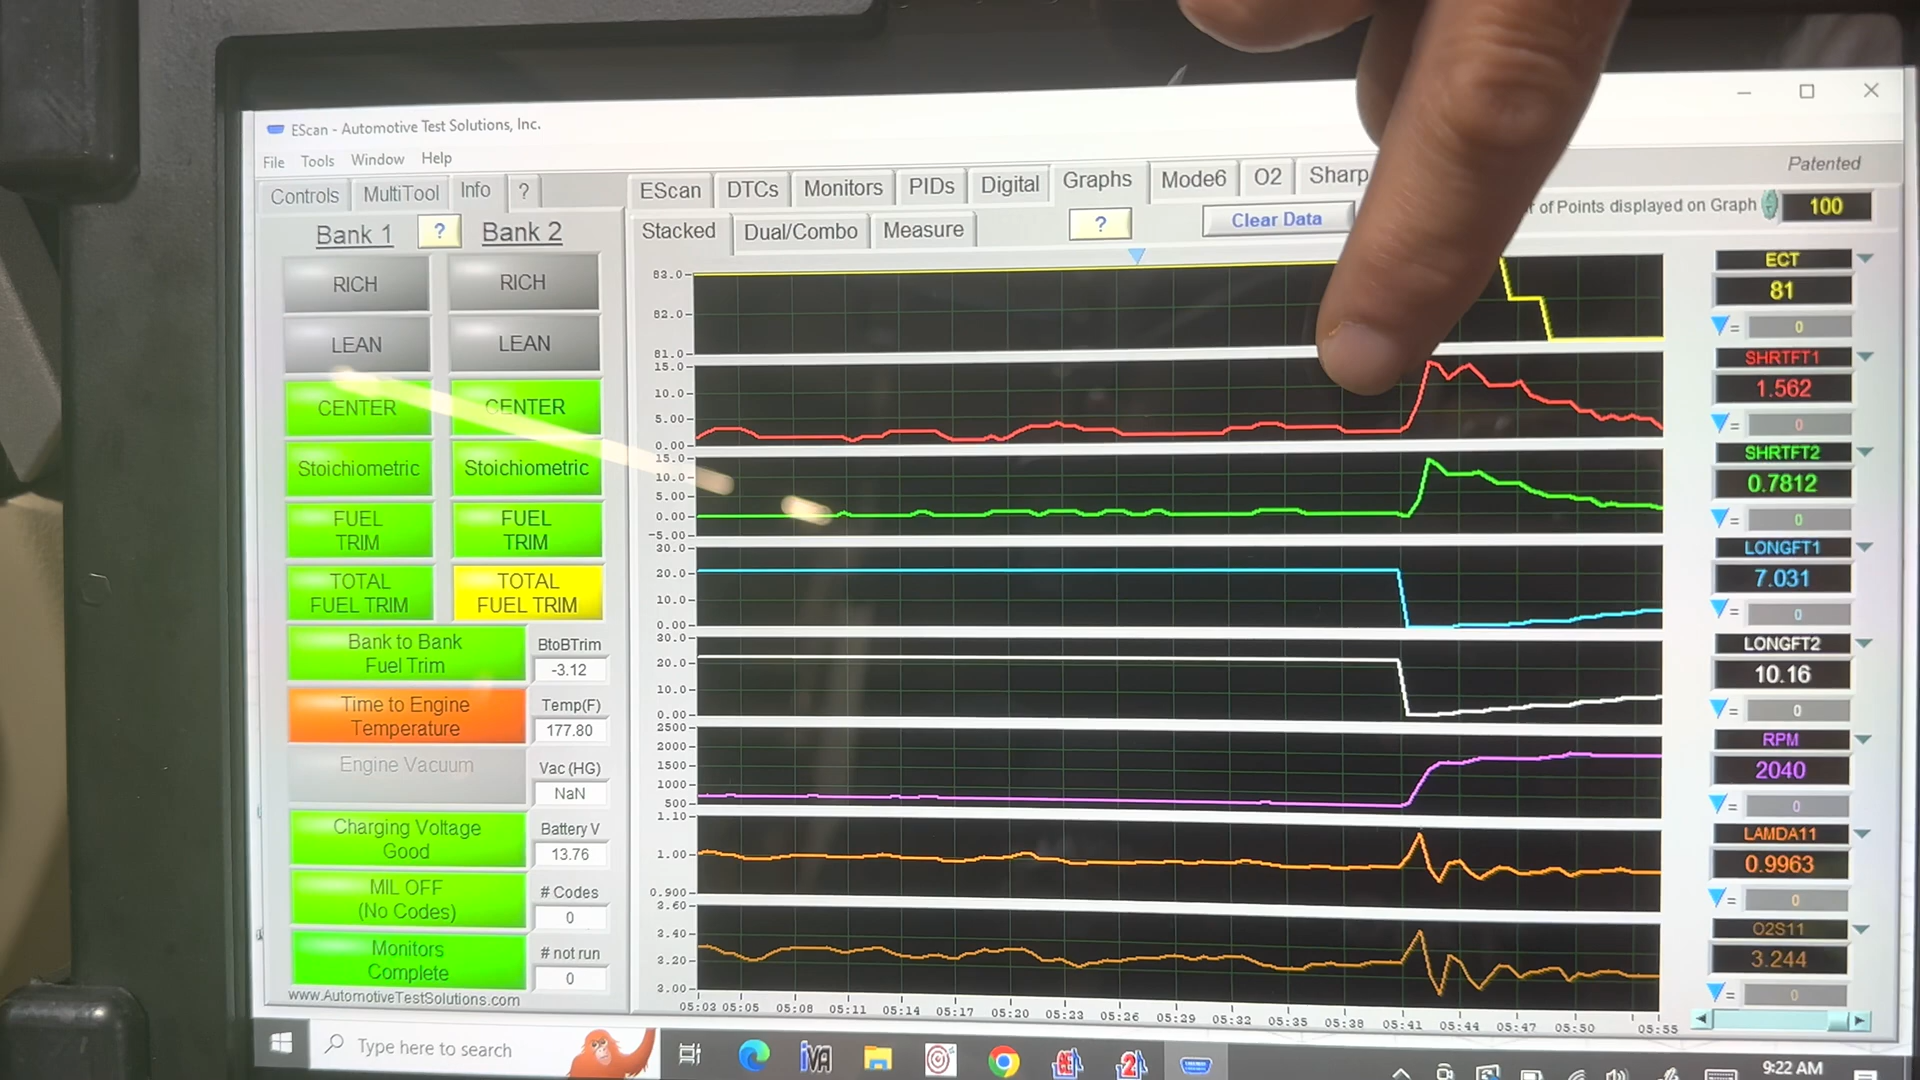 EScan - Automotive Test Solutions, Inc.
File Tools Window Help
Controls MultiTool Info ?
EScan DTCs Monitors PIDs Digital Graphs Mode6 O2 Sharp
Patented
Stacked Dual/Combo Measure ? Clear Data
of Points displayed on Graph 100
Bank 1 ? Bank 2
RICH RICH
LEAN LEAN
CENTER CENTER
Stoichiometric Stoichiometric
FUEL TRIM FUEL TRIM
TOTAL FUEL TRIM TOTAL FUEL TRIM
Bank to Bank Fuel Trim
BtoBTrim
-3.12
Time to Engine Temperature
Temp(F)
177.80
Engine Vacuum
Vac (HG)
NaN
Charging Voltage Good
Battery V
13.76
MIL OFF (No Codes)
# Codes
0
Monitors Complete
# not run
0
www.AutomotiveTestSolutions.com
83.0
82.0
81.0
15.0
10.0
5.00
0.00
15.0
10.0
5.00
0.00
-5.00
30.0
20.0
10.0
0.00
30.0
20.0
10.0
0.00
2500
2000
1500
1000
500
1.10
1.00
0.900
3.60
3.40
3.20
3.00
05:03 05:05 05:08 05:11 05:14 05:17 05:20 05:23 05:26 05:29 05:32 05:35 05:38 05:41 05:44 05:47 05:50 05:55
ECT
81
= 0
SHRTFT1
1.562
= 0
SHRTFT2
0.7812
= 0
LONGFT1
7.031
= 0
LONGFT2
10.16
= 0
RPM
2040
= 0
LAMDA11
0.9963
= 0
O2S11
3.244
= 0
Type here to search
iVA
2
9:22 AM